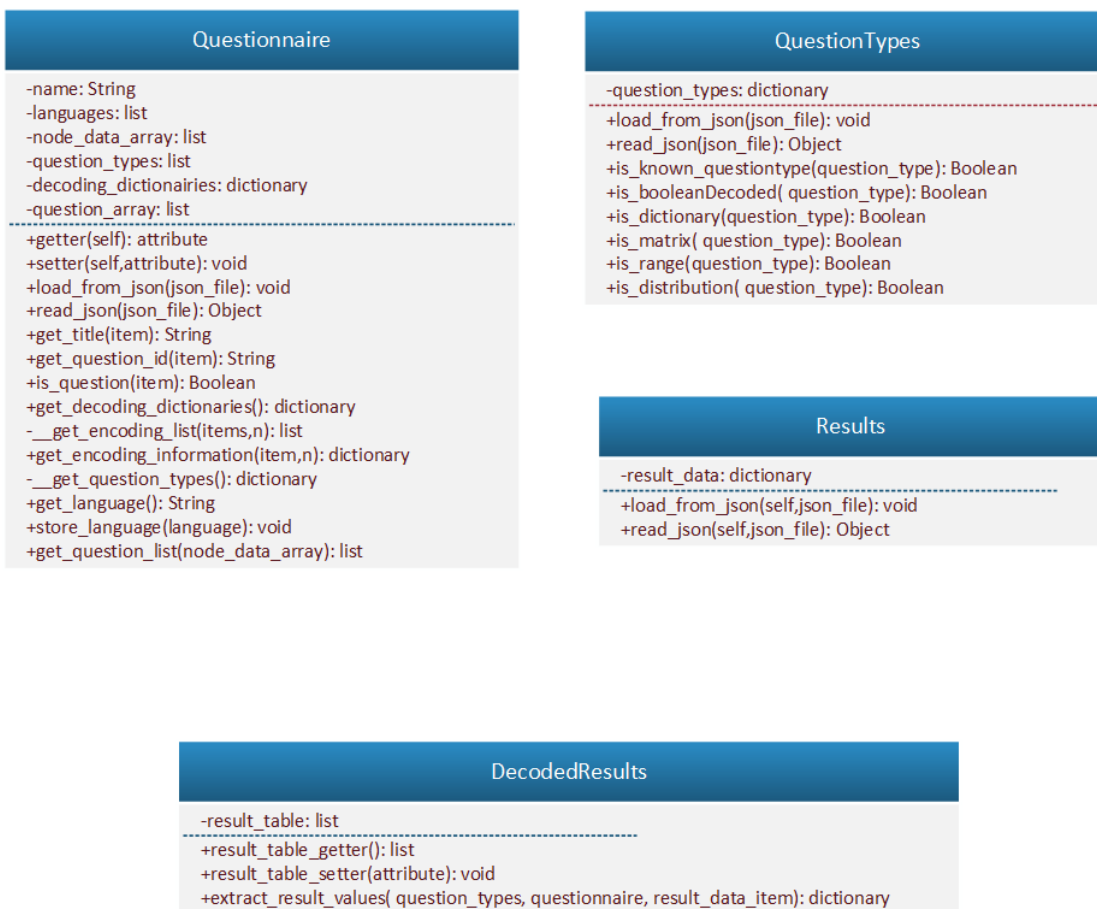 Questionnaire
-name: String
-languages: list
-node_data_array: list
-question_types: list
-decoding_dictionairies: dictionary
-question_array: list
+getter(self): attribute
+setter(self,attribute): void
+load_from_json(json_file): void
+read_json(json_file): Object
+get_title(item): String
+get_question_id(item): String
+is_question(item): Boolean
+get_decoding_dictionaries(): dictionary
-__get_encoding_list(items,n): list
+get_encoding_information(item,n): dictionary
-__get_question_types(): dictionary
+get_language(): String
+store_language(language): void
+get_question_list(node_data_array): list
QuestionTypes
-question_types: dictionary
+load_from_json(json_file): void
+read_json(json_file): Object
+is_known_questiontype(question_type): Boolean
+is_booleanDecoded( question_type): Boolean
+is_dictionary(question_type): Boolean
+is_matrix( question_type): Boolean
+is_range(question_type): Boolean
+is_distribution( question_type): Boolean
Results
-result_data: dictionary
+load_from_json(self,json_file): void
+read_json(self,json_file): Object
DecodedResults
-result_table: list
+result_table_getter(): list
+result_table_setter(attribute): void
+extract_result_values( question_types, questionnaire, result_data_item): dictionary